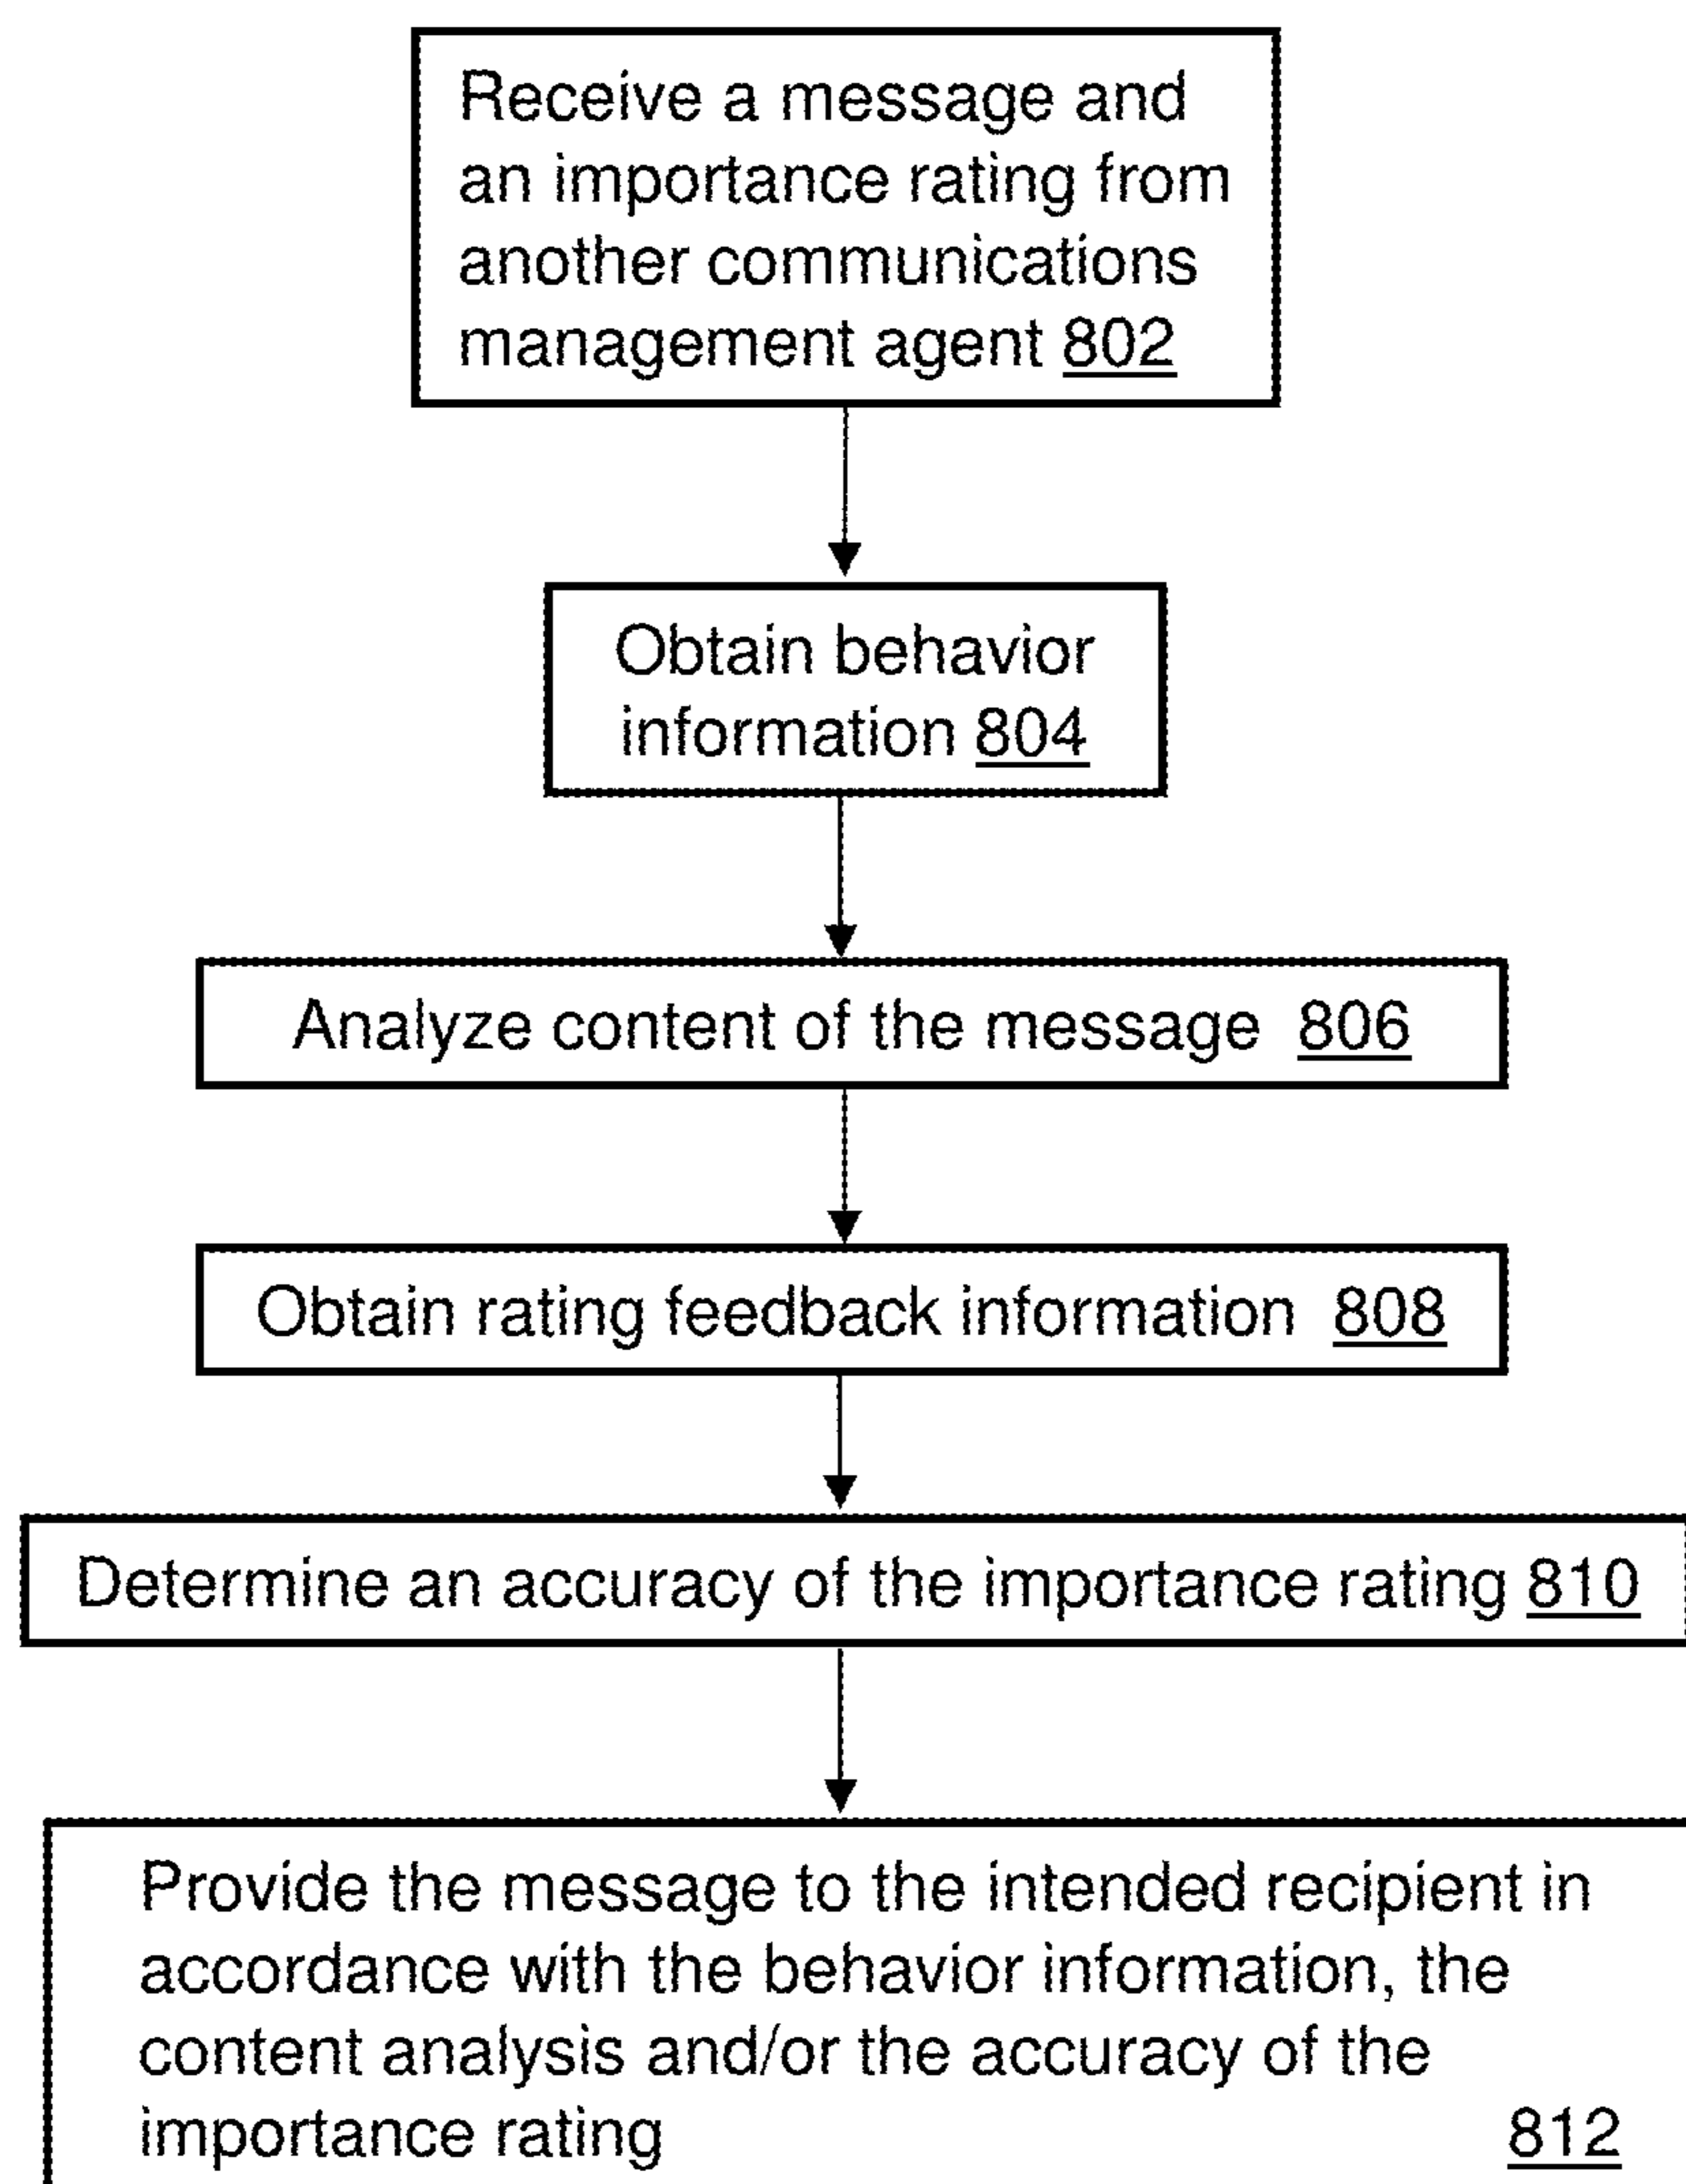 Receive a message and
an importance rating from
another communications
management agent 802
Obtain behavior
information 804
Analyze content of the message 806
Obtain rating feedback information 808
Determine an accuracy of the importance rating 810
Provide the message to the intended recipient in
accordance with the behavior information, the
content analysis and/or the accuracy of the
importance rating 812